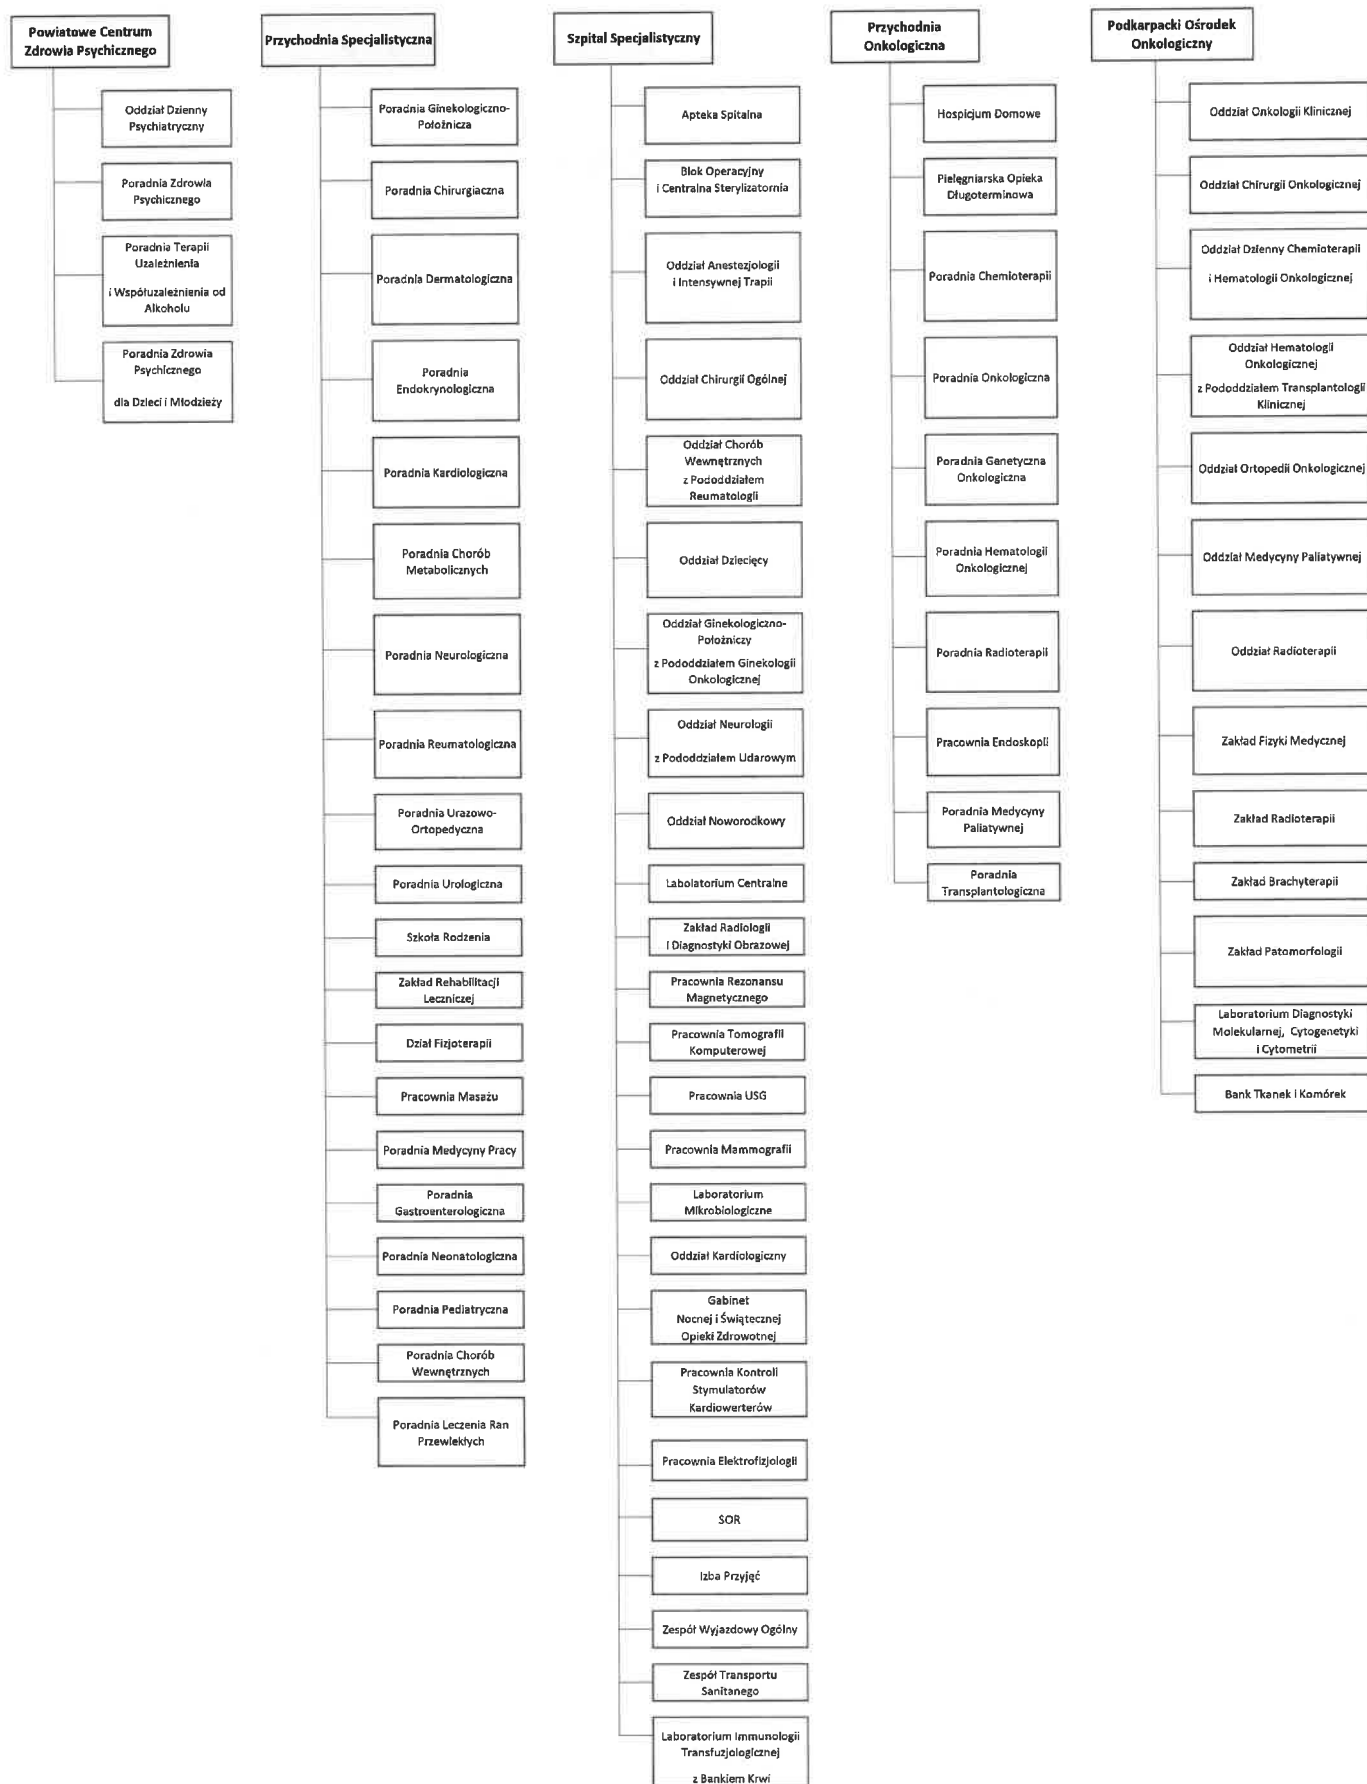 Powiatowe Centrum
Zdrowia Psychicznego
Oddział Dzienny
Psychiatryczny
Poradnia Zdrowia
Psychicznego
Poradnia Terapii
Uzależnienia
i Współuzależnienia od
Alkoholu
Poradnia Zdrowia
Psychicznego
dla Dzieci i Młodzieży
Przychodnia Specjalistyczna
Poradnia Ginekologiczno-
Położnicza
Poradnia Chirurgiaczna
Poradnia Dermatologiczna
Poradnia
Endokrynologiczna
Poradnia Kardiologiczna
Poradnia Chorób
Metabolicznych
Poradnia Neurologiczna
Poradnia Reumatologiczna
Poradnia Urazowo-
Ortopedyczna
Poradnia Urologiczna
Szkoła Rodzenia
Zakład Rehabilitacji
Leczniczej
Dział Fizjoterapii
Pracownia Masażu
Poradnia Medycyny Pracy
Poradnia
Gastroenterologiczna
Poradnia Neonatologiczna
Poradnia Pediatryczna
Poradnia Chorób
Wewnętrznych
Poradnia Leczenia Ran
Przewlekłych
Szpital Specjalistyczny
Apteka Spitalna
Blok Operacyjny
i Centralna Sterylizatornia
Oddział Anestezjologii
i Intensywnej Trapii
Oddział Chirurgii Ogólnej
Oddział Chorób
Wewnętrznych
z Pododdziałem
Reumatologii
Oddział Dziecięcy
Oddział Ginekologiczno-
Położniczy
z Pododdziałem Ginekologii
Onkologicznej
Oddział Neurologii
z Pododdziałem Udarowym
Oddział Noworodkowy
Labolatorium Centralne
Zakład Radiologii
i Diagnostyki Obrazowej
Pracownia Rezonansu
Magnetycznego
Pracownia Tomografii
Komputerowej
Pracownia USG
Pracownia Mammografii
Laboratorium
Mikrobiologiczne
Oddział Kardiologiczny
Gabinet
Nocnej i Świątecznej
Opieki Zdrowotnej
Pracownia Kontroli
Stymulatorów
Kardiowerterów
Pracownia Elektrofizjologii
SOR
Izba Przyjęć
Zespół Wyjazdowy Ogólny
Zespół Transportu
Sanitanego
Laboratorium Immunologii
Transfuzjologicznej
z Bankiem Krwi
Przychodnia
Onkologiczna
Hospicjum Domowe
Pielęgniarska Opieka
Długoterminowa
Poradnia Chemioterapii
Poradnia Onkologiczna
Poradnia Genetyczna
Onkologiczna
Poradnia Hematologii
Onkologicznej
Poradnia Radioterapii
Pracownia Endoskopii
Poradnia Medycyny
Paliatywnej
Poradnia
Transplantologiczna
Podkarpacki Ośrodek
Onkologiczny
Oddział Onkologii Klinicznej
Oddział Chirurgii Onkologicznej
Oddział Dzienny Chemioterapii
i Hematologii Onkologicznej
Oddział Hematologii
Onkologicznej
z Pododdziałem Transplantologii
Klinicznej
Oddział Ortopedii Onkologicznej
Oddział Medycyny Paliatywnej
Oddział Radioterapii
Zakład Fizyki Medycznej
Zakład Radioterapii
Zakład Brachyterapii
Zakład Patomorfologii
Laboratorium Diagnostyki
Molekularnej, Cytogenetyki
i Cytometrii
Bank Tkanek i Komórek